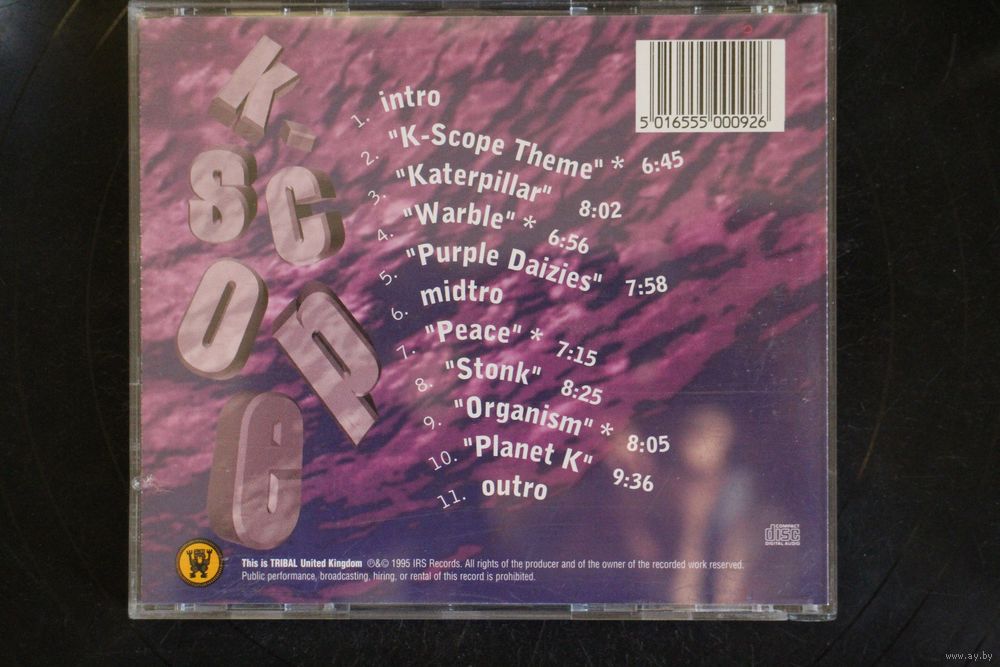 k-scope
5 016555 000926
1. intro
2. "K-Scope Theme" * 6:45
3. "Katerpillar" 8:02
4. "Warble" * 6:56
5. "Purple Daizies" 7:58
6. midtro
7. "Peace" * 7:15
8. "Stonk" 8:25
9. "Organism" * 8:05
10. "Planet K" 9:36
11. outro
COMPACT
disc
DIGITAL AUDIO
This is TRIBAL United Kingdom ℗&© 1995 IRS Records. All rights of the producer and of the owner of the recorded work reserved.
Public performance, broadcasting, hiring, or rental of this record is prohibited.
www.ay.by